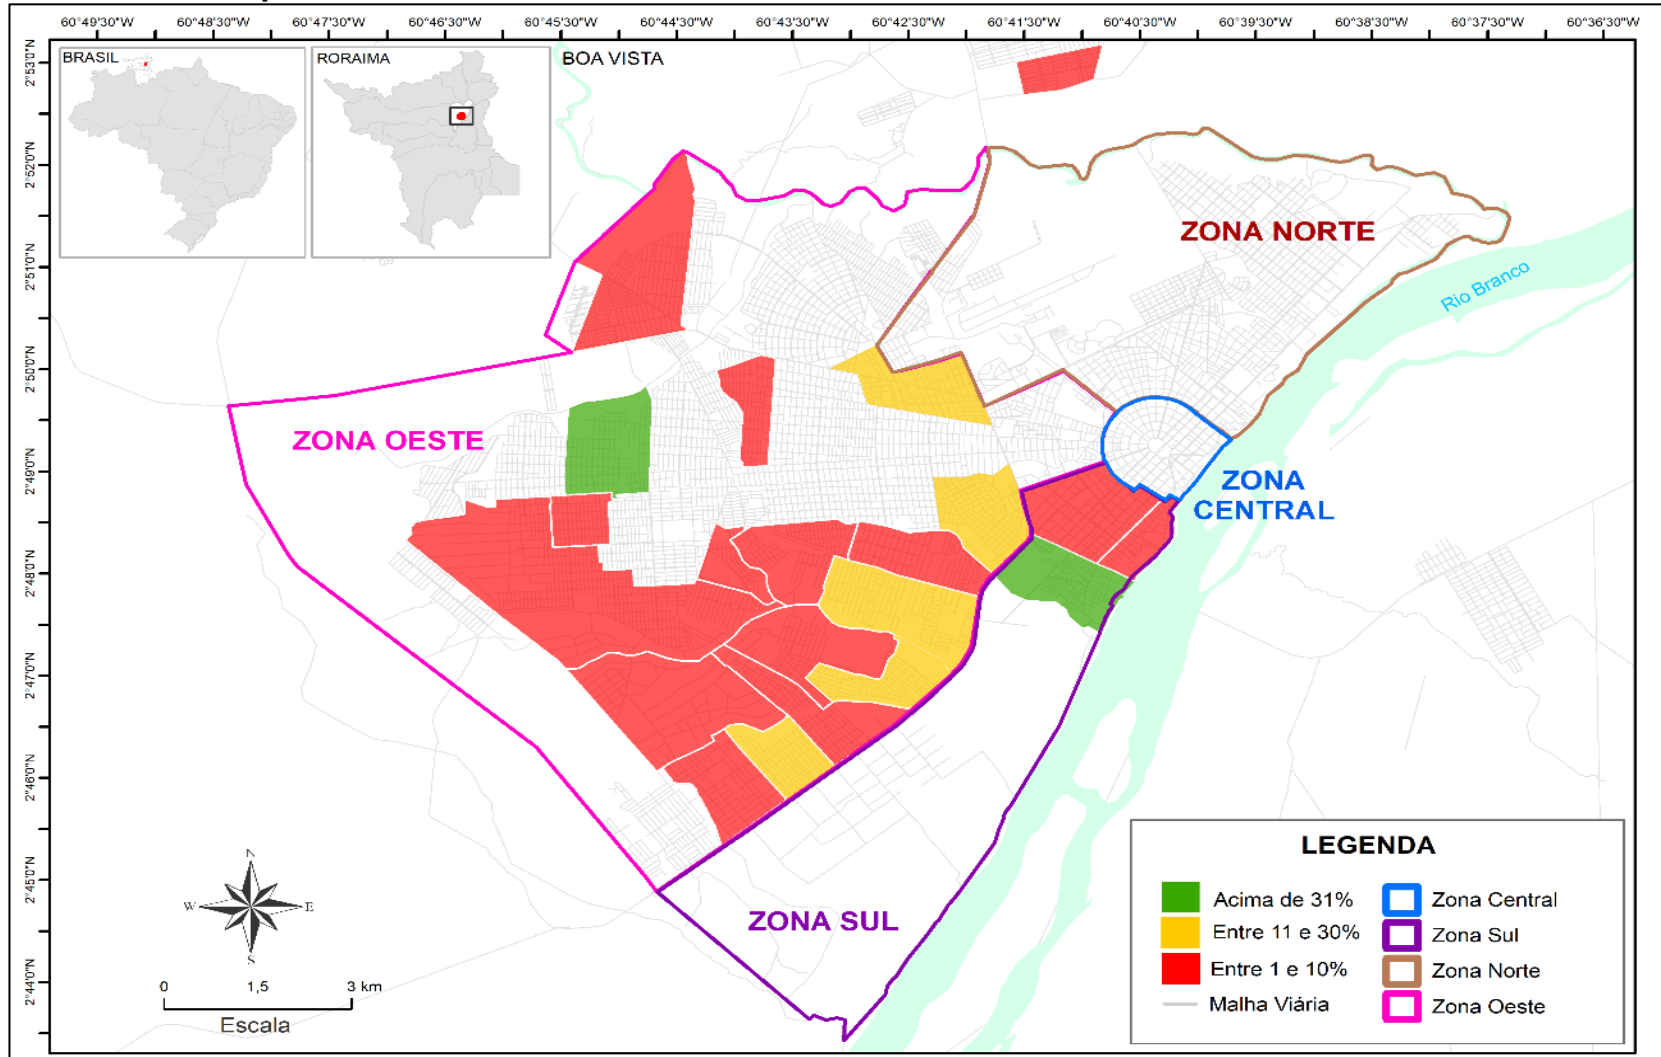 60°49'30"W 60°48'30"W 60°47'30"W 60°46'30"W 60°45'30"W 60°44'30"W 60°43'30"W 60°42'30"W 60°41'30"W 60°40'30"W 60°39'30"W 60°38'30"W 60°37'30"W 60°36'30"W
BRASIL
RORAIMA
BOA VISTA
2°53'0"N
2°52'0"N
2°51'0"N
2°50'0"N
2°49'0"N
2°48'0"N
2°47'0"N
2°46'0"N
2°45'0"N
2°44'0"N
ZONA NORTE
Rio Branco
ZONA OESTE
ZONA
CENTRAL
ZONA SUL
N
W
E
S
0 1,5 3 km
Escala
LEGENDA
Acima de 31%
Entre 11 e 30%
Entre 1 e 10%
Malha Viária
Zona Central
Zona Sul
Zona Norte
Zona Oeste